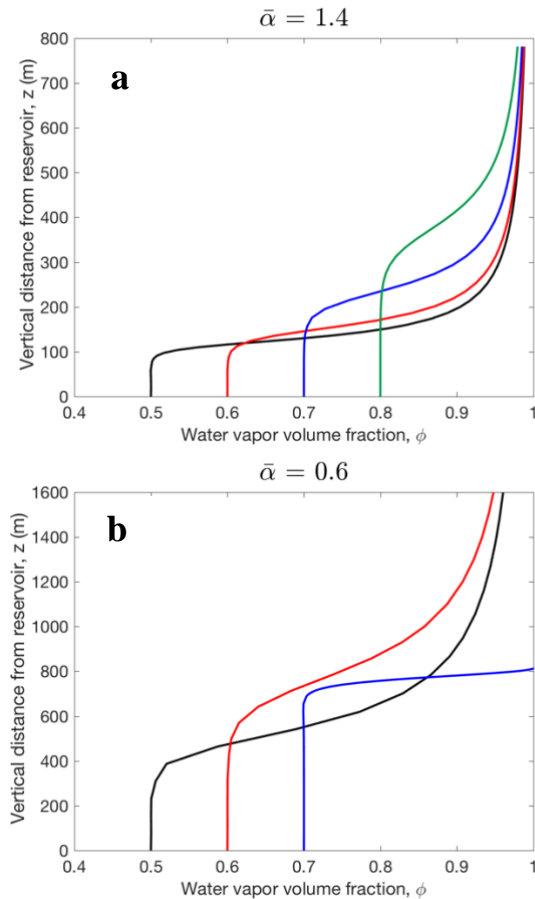 ᾱ = 1.4
a
Vertical distance from reservoir, z (m)
800
700
600
500
400
300
200
100
0
0.4 0.5 0.6 0.7 0.8 0.9 1
Water vapor volume fraction, ϕ
ᾱ = 0.6
b
Vertical distance from reservoir, z (m)
1600
1400
1200
1000
800
600
400
200
0
0.4 0.5 0.6 0.7 0.8 0.9 1
Water vapor volume fraction, ϕ